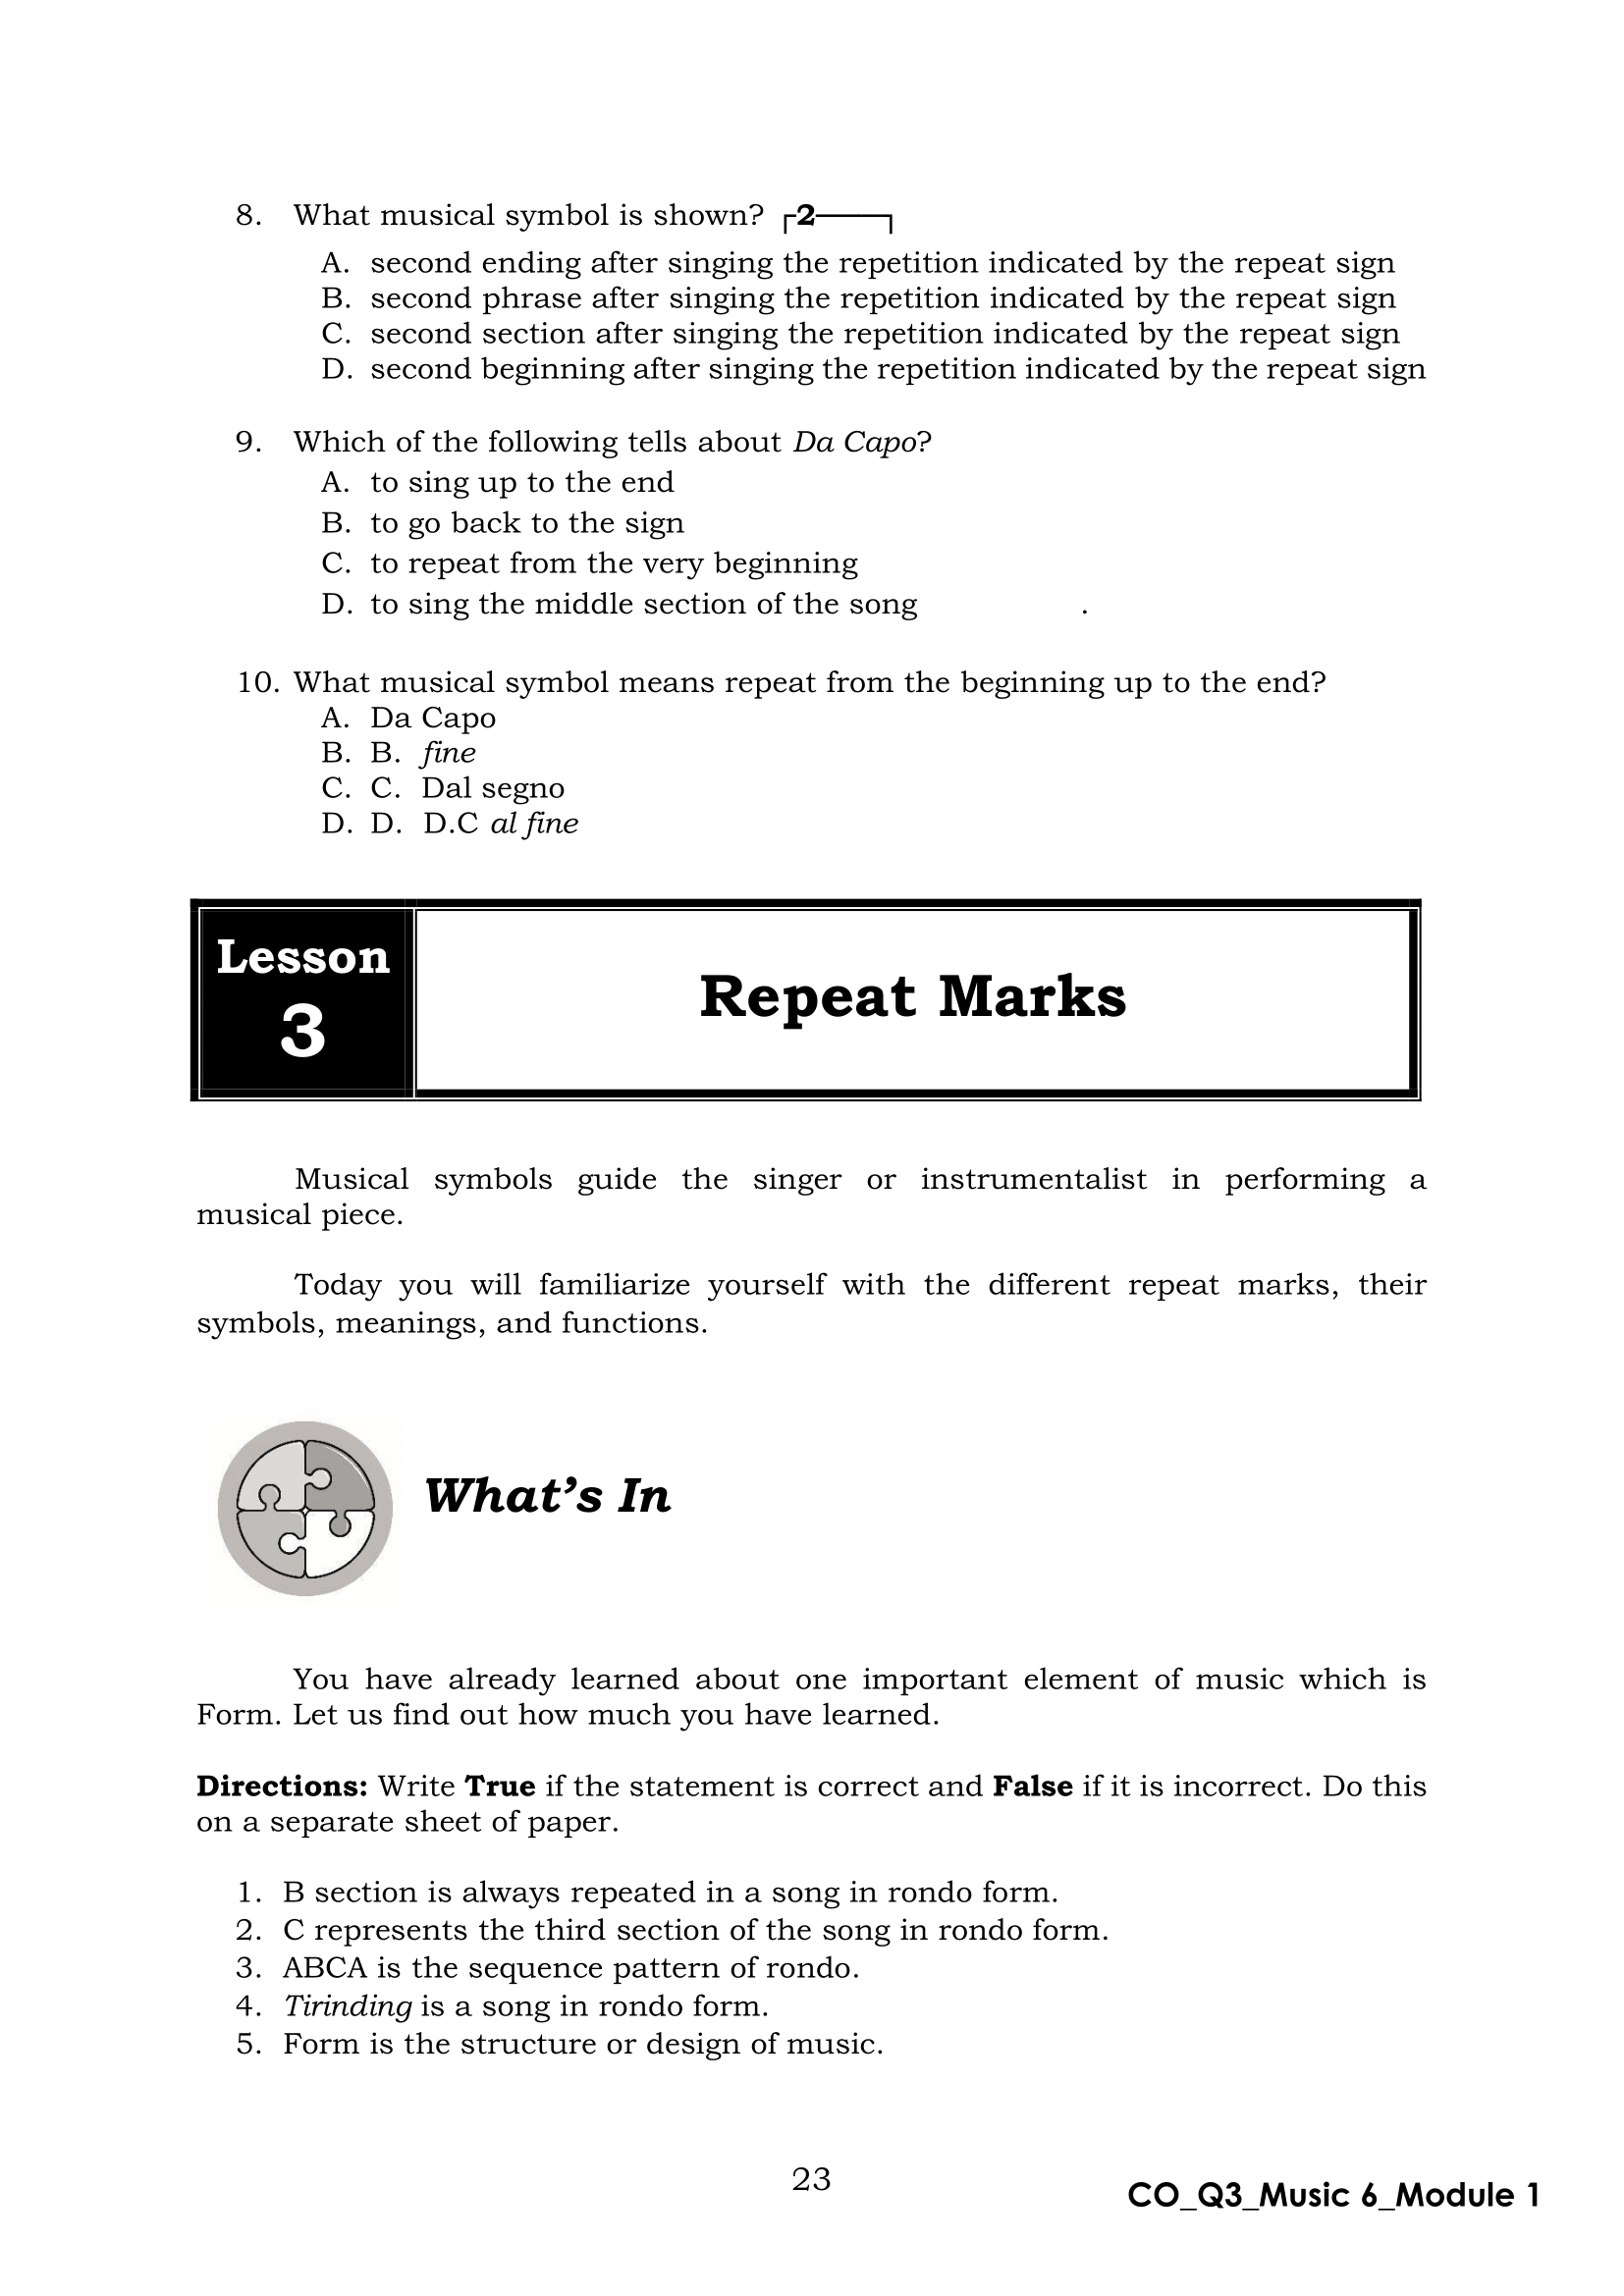 8. What musical symbol is shown? 2
A. second ending after singing the repetition indicated by the repeat sign
B. second phrase after singing the repetition indicated by the repeat sign
C. second section after singing the repetition indicated by the repeat sign
D. second beginning after singing the repetition indicated by the repeat sign
9. Which of the following tells about Da Capo?
A. to sing up to the end
B. to go back to the sign
C. to repeat from the very beginning
D. to sing the middle section of the song .
10. What musical symbol means repeat from the beginning up to the end?
A. Da Capo
B. B. fine
C. C. Dal segno
D. D. D.C al fine
Lesson
3
Repeat Marks
Musical symbols guide the singer or instrumentalist in performing a
musical piece.
Today you will familiarize yourself with the different repeat marks, their
symbols, meanings, and functions.
What's In
You have already learned about one important element of music which is
Form. Let us find out how much you have learned.
Directions: Write True if the statement is correct and False if it is incorrect. Do this
on a separate sheet of paper.
1. B section is always repeated in a song in rondo form.
2. C represents the third section of the song in rondo form.
3. ABCA is the sequence pattern of rondo.
4. Tirinding is a song in rondo form.
5. Form is the structure or design of music.
23
CO_Q3_Music 6_Module 1